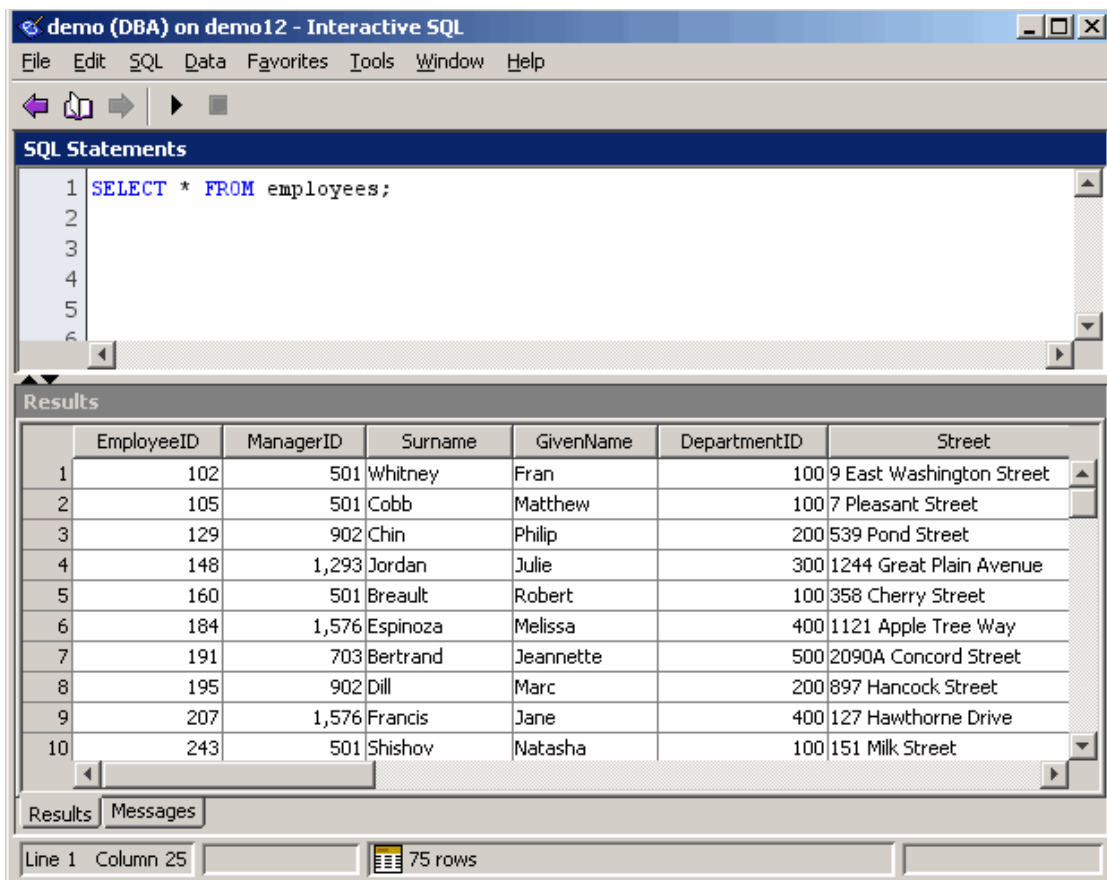 demo (DBA) on demo12 - Interactive SQL
File Edit SQL Data Favorites Tools Window Help
SQL Statements
1 SELECT * FROM employees;
2
3
4
5
6
Results
EmployeeID ManagerID Surname GivenName DepartmentID Street
1 102 501 Whitney Fran 100 9 East Washington Street
2 105 501 Cobb Matthew 100 7 Pleasant Street
3 129 902 Chin Philip 200 539 Pond Street
4 148 1,293 Jordan Julie 300 1244 Great Plain Avenue
5 160 501 Breault Robert 100 358 Cherry Street
6 184 1,576 Espinoza Melissa 400 1121 Apple Tree Way
7 191 703 Bertrand Jeannette 500 2090A Concord Street
8 195 902 Dill Marc 200 897 Hancock Street
9 207 1,576 Francis Jane 400 127 Hawthorne Drive
10 243 501 Shishov Natasha 100 151 Milk Street
Results Messages
Line 1 Column 25 75 rows